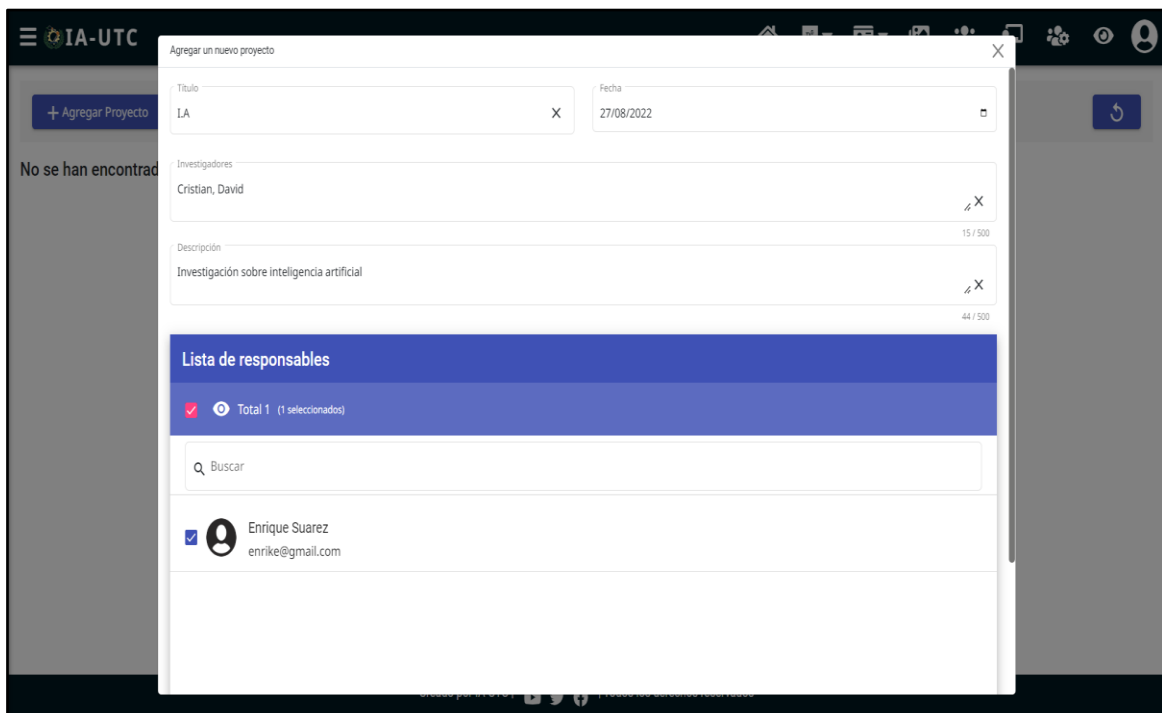 IA-UTC
Agregar un nuevo proyecto
+ Agregar Proyecto
No se han encontrad
Título
I.A
Fecha
27/08/2022
Investigadores
Cristian, David
15 / 500
Descripción
Investigación sobre inteligencia artificial
44 / 500
Lista de responsables
Total 1 (1 seleccionados)
Buscar
Enrique Suarez
enrike@gmail.com